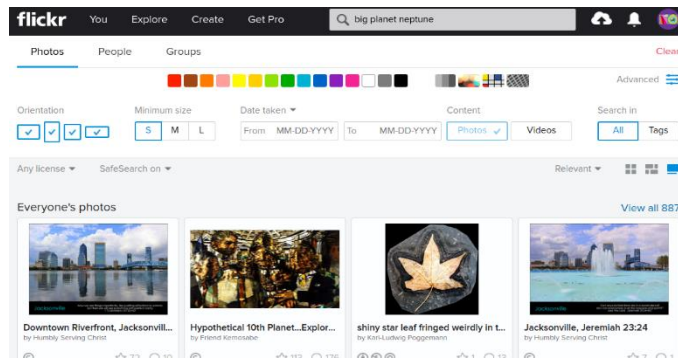 flickr You Explore Create Get Pro big planet neptune
Photos People Groups Clear
Advanced
Orientation Minimum size Date taken Content Search in
S M L From MM-DD-YYYY To MM-DD-YYYY Photos Videos All Tags
Any license SafeSearch on Relevant
Everyone's photos View all 887
Jacksonville
Jacksonville
Downtown Riverfront, Jacksonvill... Hypothetical 10th Planet...Explor... shiny star leaf fringed weirdly in t... Jacksonville, Jeremiah 23:24
by Humbly Serving Christ by Friend Kemosabe by Karl-Ludwig Poggemann by Humbly Serving Christ